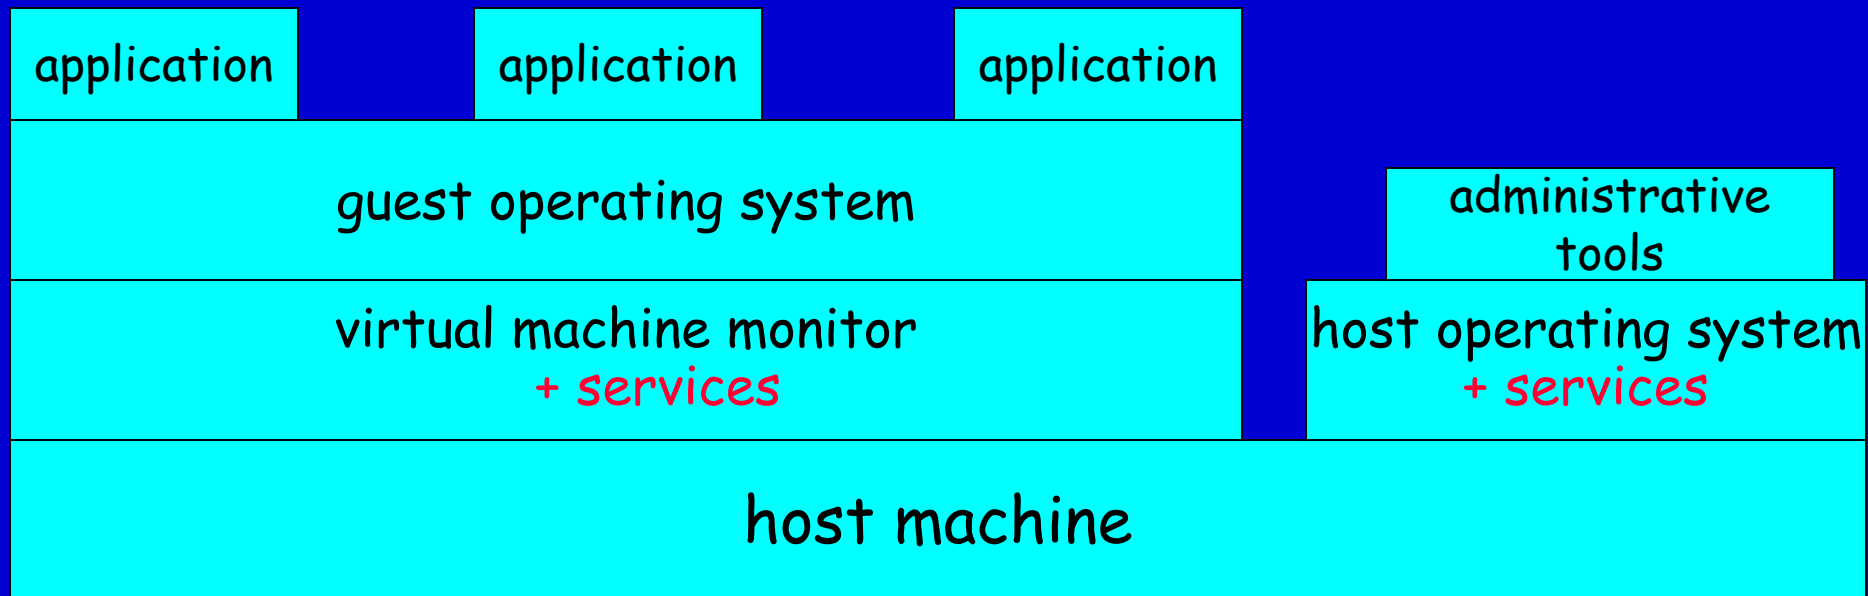 application
application
application
guest operating system
administrative
tools
virtual machine monitor
+ services
host operating system
+ services
host machine